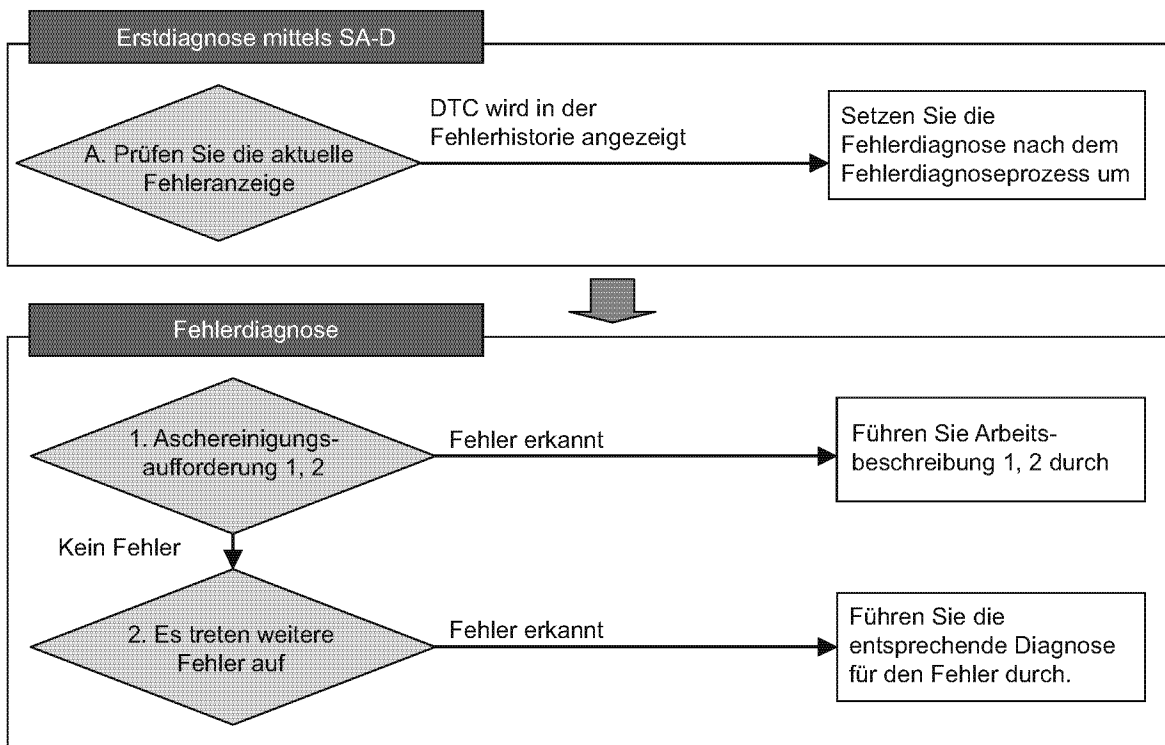 Erstdiagnose mittels SA-D
A. Prüfen Sie die aktuelle
Fehleranzeige
DTC wird in der
Fehlerhistorie angezeigt
Setzen Sie die
Fehlerdiagnose nach dem
Fehlerdiagnoseprozess um
Fehlerdiagnose
1. Aschereinigungs-
aufforderung 1, 2
Fehler erkannt
Führen Sie Arbeits-
beschreibung 1, 2 durch
Kein Fehler
2. Es treten weitere
Fehler auf
Fehler erkannt
Führen Sie die
entsprechende Diagnose
für den Fehler durch.